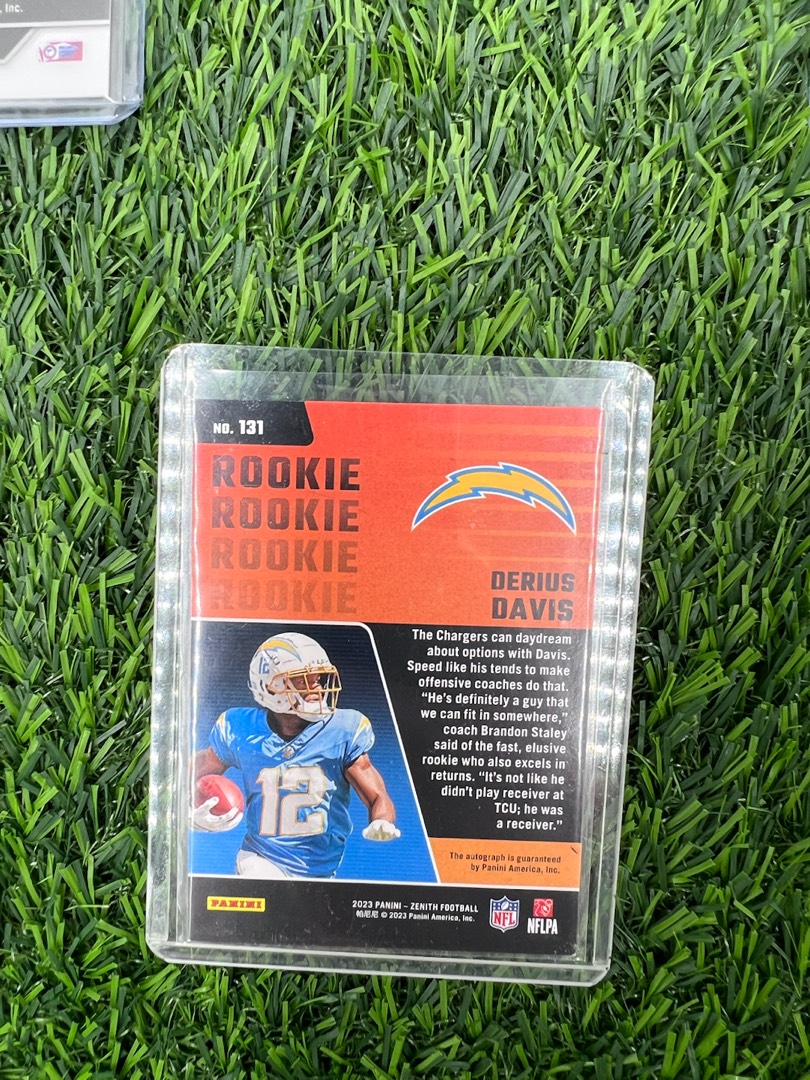 , Inc.
NO. 131
ROOKIE
ROOKIE
ROOKIE
ROOKIE
DERIUS
DAVIS
The Chargers can daydream
about options with Davis.
Speed like his tends to make
offensive coaches do that.
“He’s definitely a guy that
we can fit in somewhere,”
coach Brandon Staley
said of the fast, elusive
rookie who also excels in
returns. “It’s not like he
didn’t play receiver at
TCU; he was
a receiver.”
12
The autograph is guaranteed
by Panini America, Inc.
PANINI
2023 PANINI – ZENITH FOOTBALL
帕尼尼 © 2023 Panini America, Inc.
NFL
NFLPA